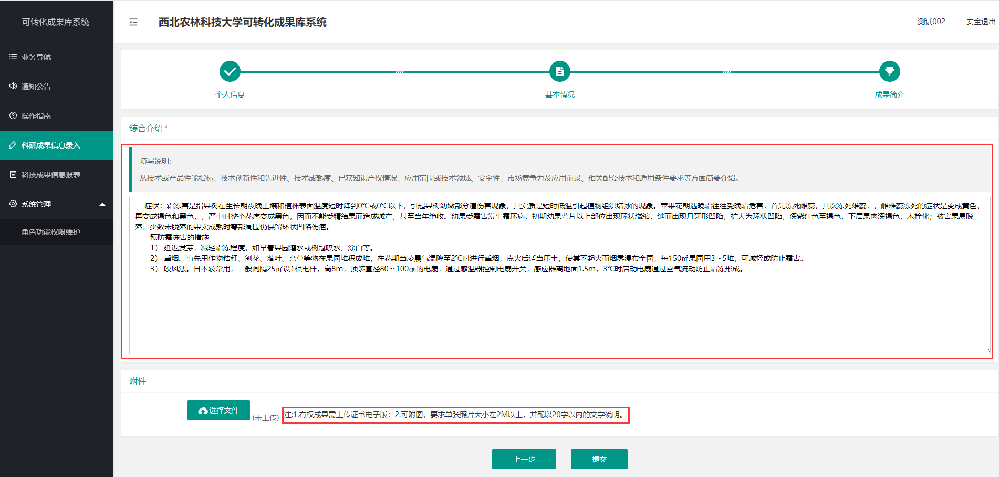 可转化成果库系统
西北农林科技大学可转化成果库系统
测试002
安全退出
业务导航
通知公告
操作指南
科研成果信息录入
科技成果信息报表
系统管理
角色功能权限维护
个人信息
基本情况
成果简介
综合介绍*
填写说明:
从技术或产品性能指标、技术创新性和先进性、技术成熟度、已获知识产权情况、应用范围或技术领域、安全性、市场竞争力及应用前景、相关配套技术和适用条件要求等方面简要介绍。
症状：霜冻害是指果树在生长期夜晚土壤和植株表面温度短时降到0℃或0℃以下，引起果树幼嫩部分遭伤害现象，其实质是短时低温引起植物组织结冰的现象。苹果花期遇晚霜往往受晚霜危害，首先冻死雌蕊，其次冻死雄蕊，，雌雄蕊冻死的症状是变成黄色，
再变成褐色和黑色，，严重时整个花序变成黑色，因而不能受精结果而造成减产，甚至当年绝收。幼果受霜害发生霜环病，初期幼果萼片以上部位出现环状缢缩，继而出现月牙形凹陷，扩大为环状凹陷，深紫红色至褐色，下层果肉深褐色，木栓化；被害果易脱
落，少数未脱落的果实成熟时萼部周围仍保留环状凹陷伤疤。
预防霜冻害的措施
1） 延迟发芽，减轻霜冻程度，如早春果园灌水或树冠喷水、涂白等。
2） 熏烟。事先用作物秸秆、刨花、落叶、杂草等物在果园堆积成堆，在花期当凌晨气温降至2℃时进行熏烟，点火后适当压土，使其不起火而烟雾漫布全园，每150㎡果园用3～5堆，可减轻或防止霜害。
3） 吹风法。日本较常用，一般间隔25㎡设1根电杆，高8m，顶装直径80～100㎝的电扇，通过感温器控制电扇开关，感应器离地面1.5m，3℃时启动电扇通过空气流动防止霜冻形成。
附件
选择文件
(未上传)
注:1.有权成果需上传证书电子版；2.可附图，要求单张照片大小在2M以上，并配以20字以内的文字说明。
上一步
提交